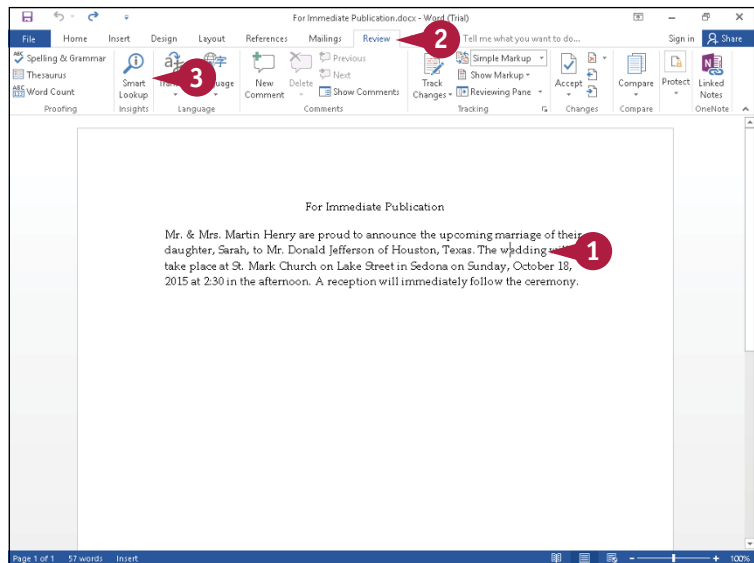 For Immediate Publication.docx - Word (Trial)
File Home Insert Design Layout References Mailings Review 2 Tell me what you want to do... Sign in Share
ABC Spelling & Grammar
Thesaurus
ABC 123 Word Count
Proofing
Smart Lookup
3
Insights
Language
New Comment
Delete
Previous
Next
Show Comments
Comments
Track Changes
Simple Markup
Show Markup
Reviewing Pane
Tracking
Accept
Changes
Compare
Compare
Protect
Linked Notes
OneNote
For Immediate Publication
Mr. & Mrs. Martin Henry are proud to announce the upcoming marriage of their
daughter, Sarah, to Mr. Donald Jefferson of Houston, Texas. The wedding
1
take place at St. Mark Church on Lake Street in Sedona on Sunday, October 18,
2015 at 2:30 in the afternoon. A reception will immediately follow the ceremony.
Page 1 of 1 57 words Insert 100%